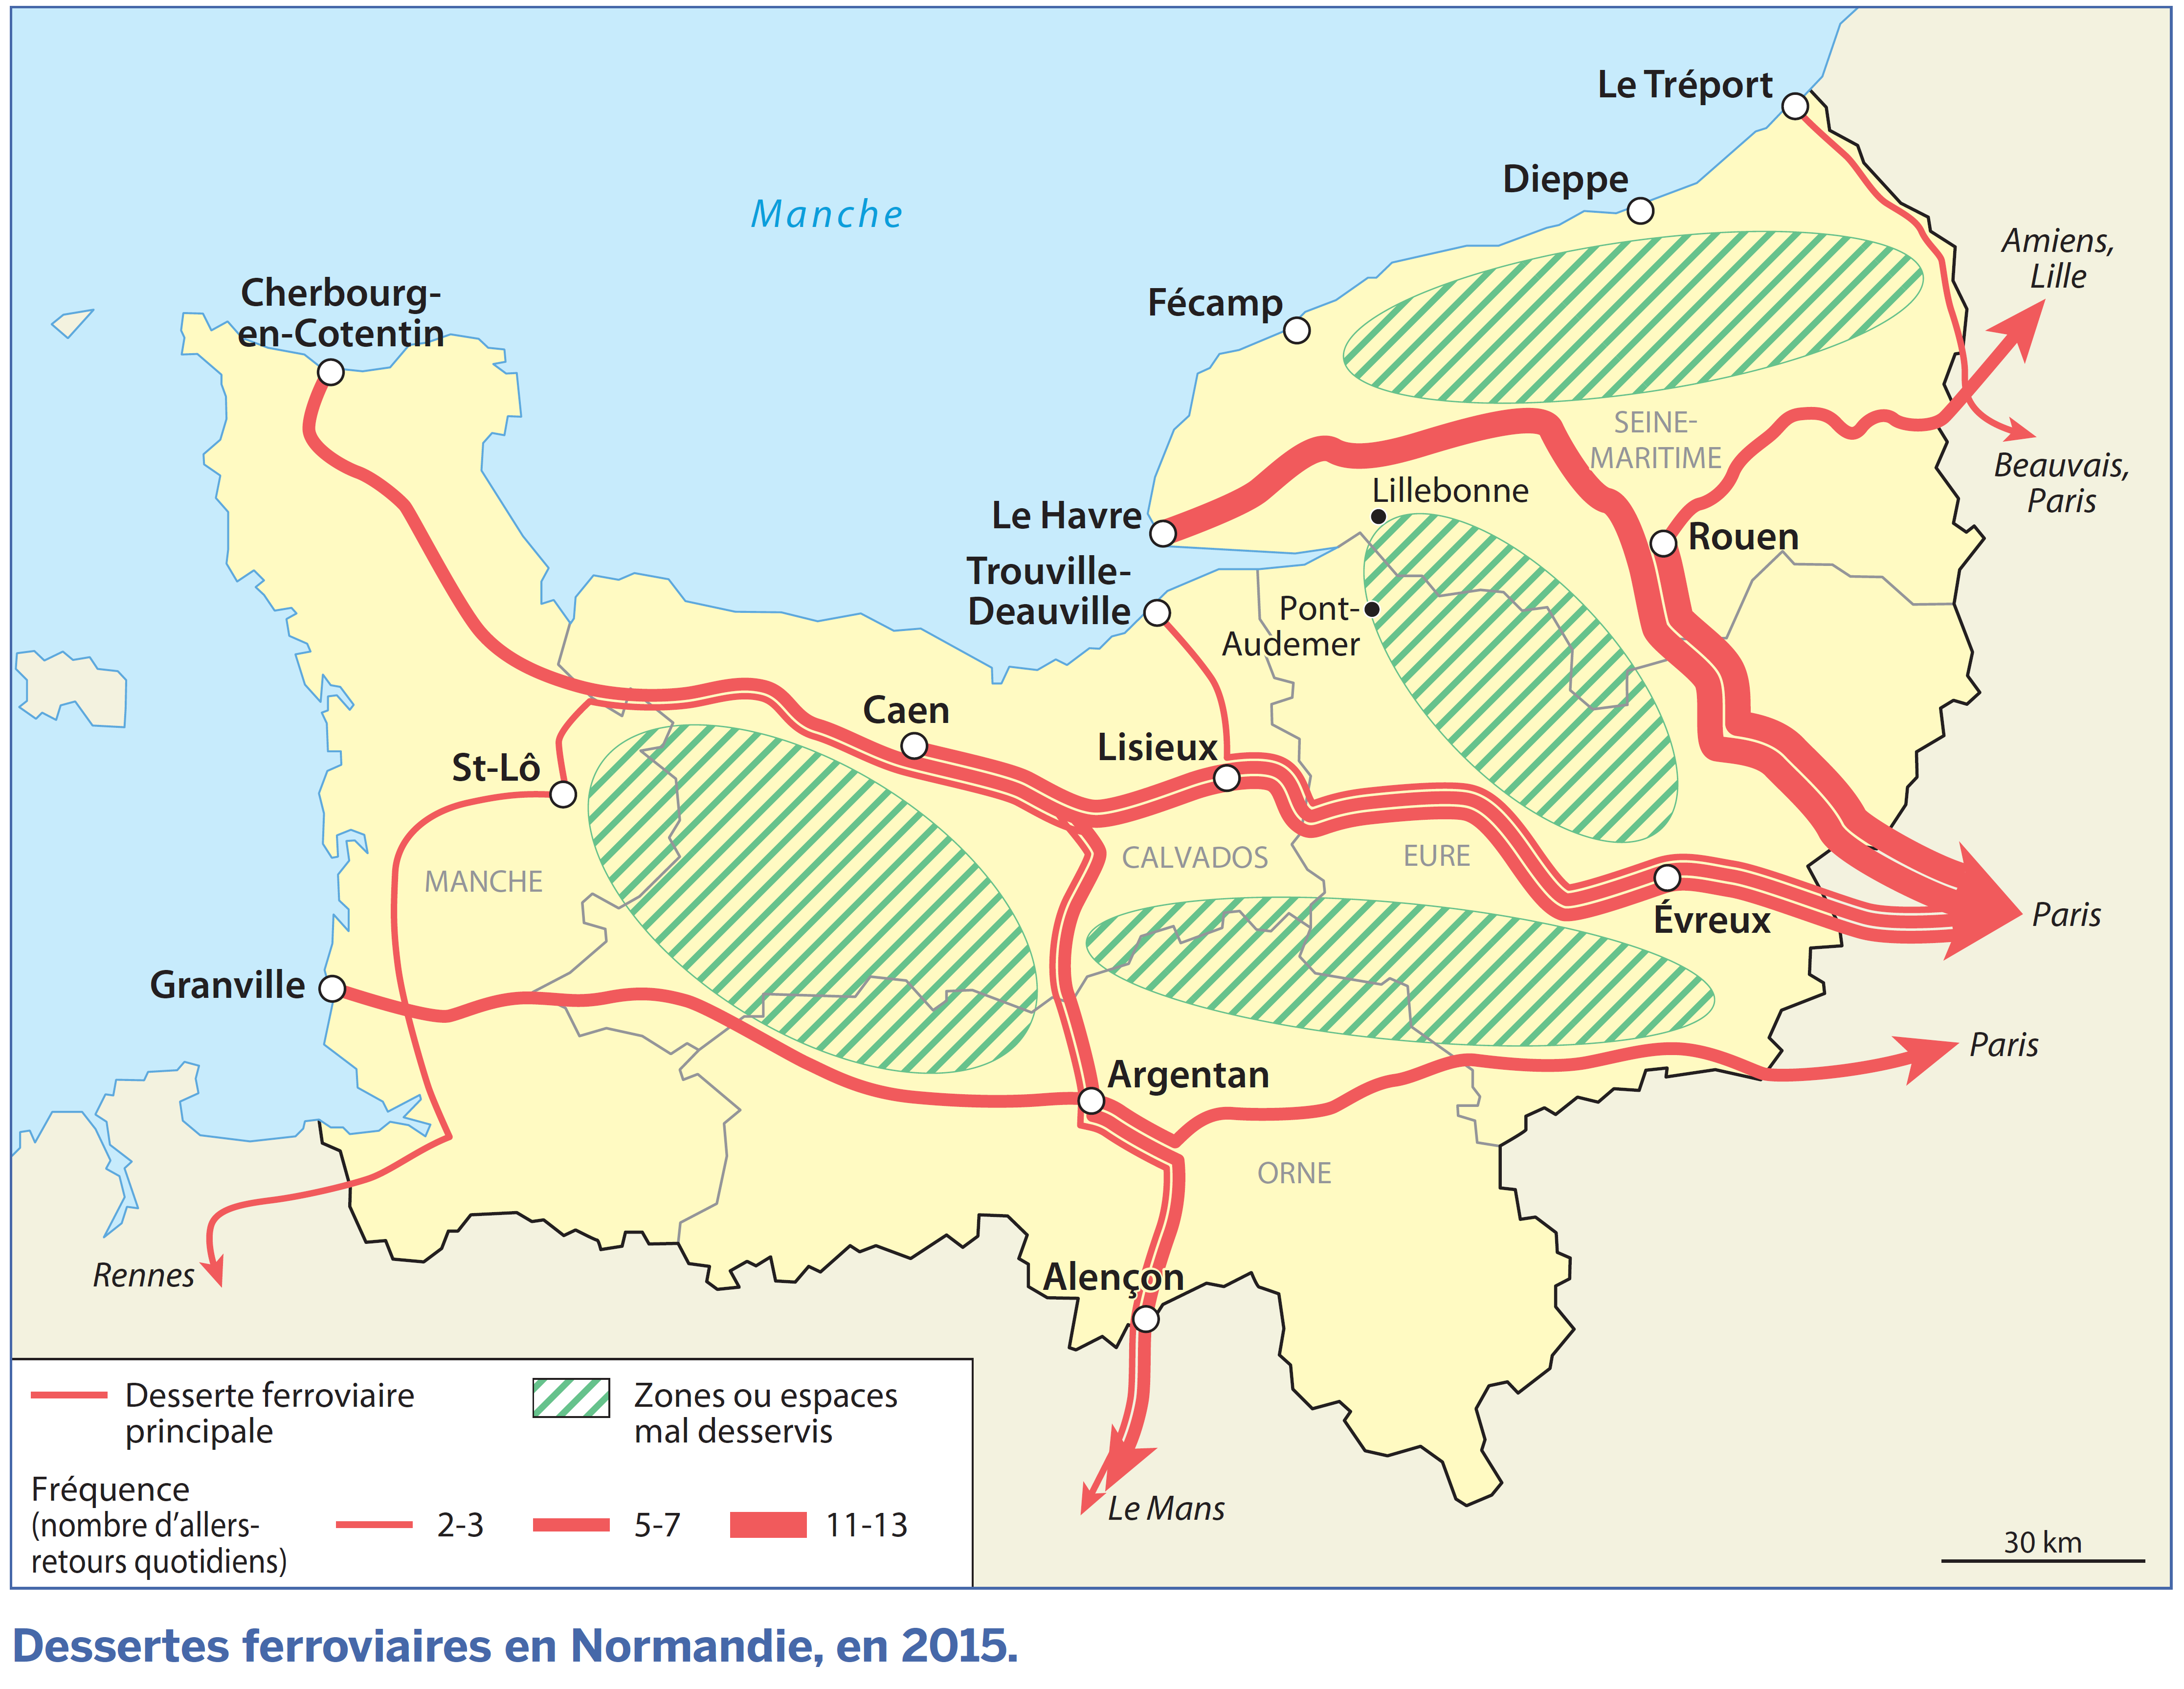 Le Tréport
Dieppe
Manche
Amiens,
Lille
Cherbourg-
en-Cotentin
Fécamp
SEINE-
MARITIME
Beauvais,
Paris
Lillebonne
Le Havre
Rouen
Trouville-
Deauville
Pont-
Audemer
Caen
Lisieux
St-Lô
CALVADOS
EURE
MANCHE
Évreux
Paris
Granville
Paris
Argentan
ORNE
Rennes
Alençon
Le Mans
Desserte ferroviaire
principale
Zones ou espaces
mal desservis
Fréquence
(nombre d'allers-
retours quotidiens)
2-3
5-7
11-13
30 km
Dessertes ferroviaires en Normandie, en 2015.